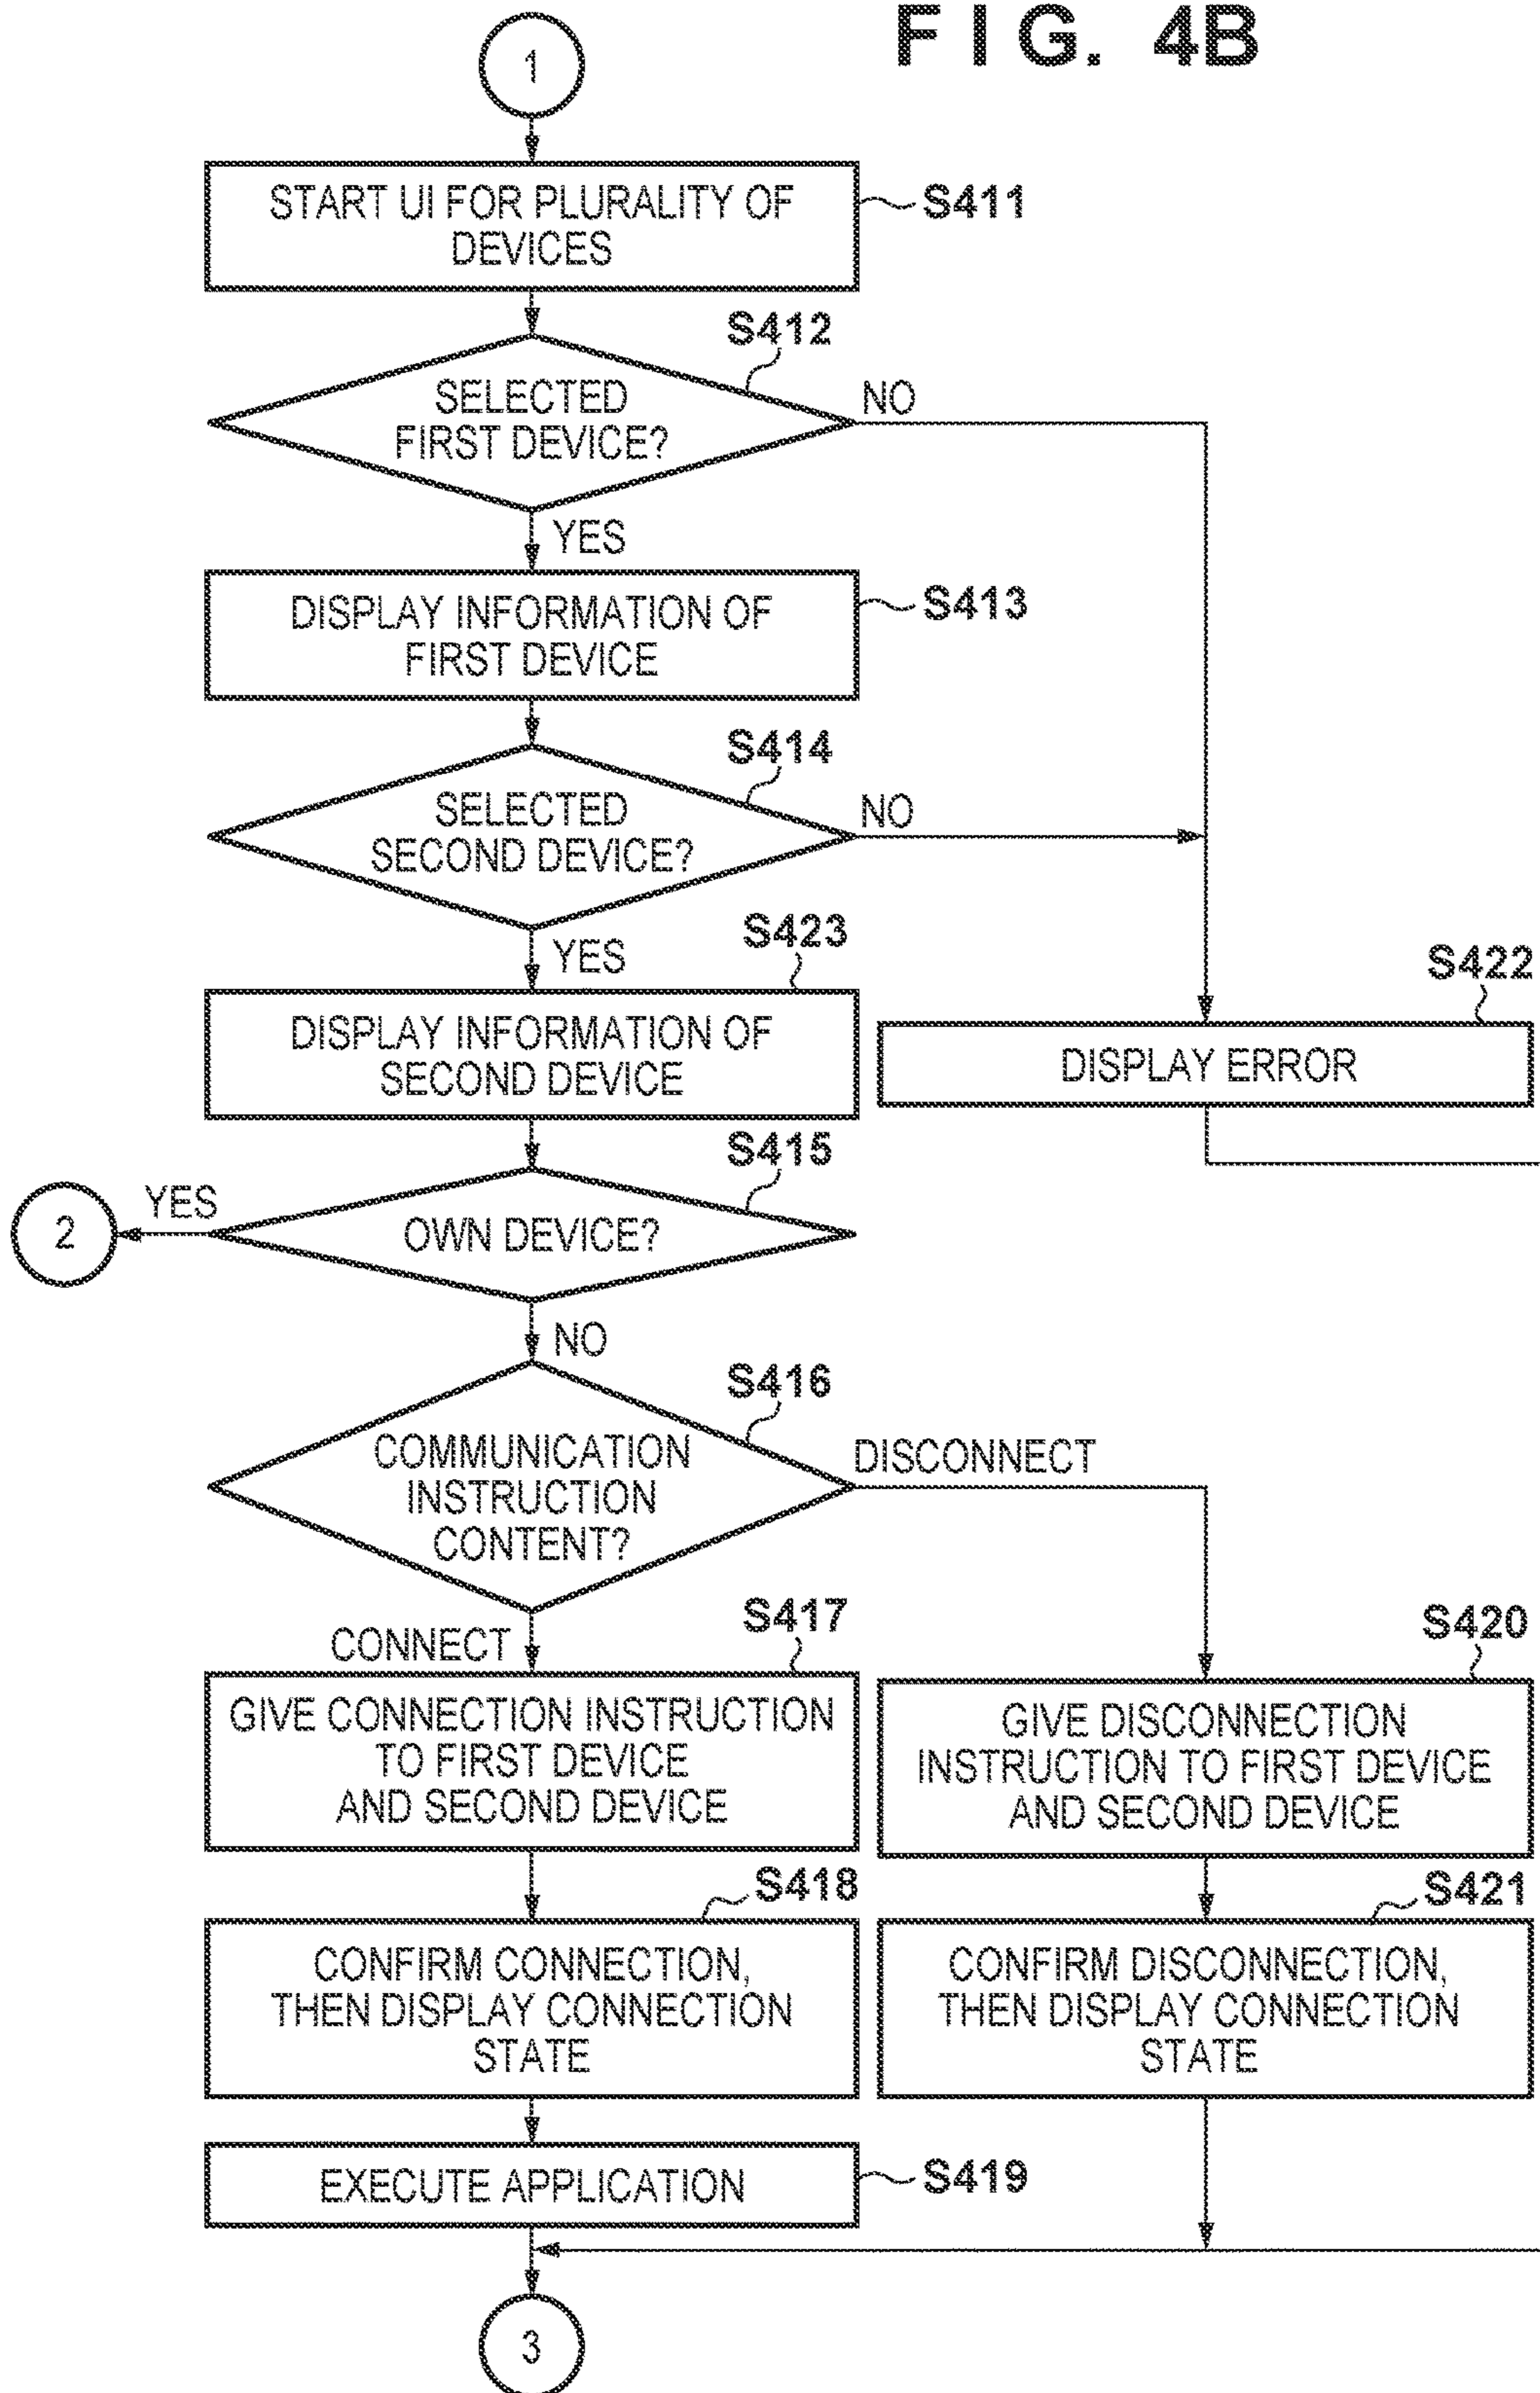 FIG. 4B
1
START UI FOR PLURALITY OF
DEVICES
S411
S412
SELECTED
FIRST DEVICE?
NO
YES
DISPLAY INFORMATION OF
FIRST DEVICE
S413
S414
SELECTED
SECOND DEVICE?
NO
YES
S423
DISPLAY INFORMATION OF
SECOND DEVICE
S422
DISPLAY ERROR
S415
OWN DEVICE?
YES
2
NO
S416
COMMUNICATION
INSTRUCTION
CONTENT?
DISCONNECT
CONNECT
S417
GIVE CONNECTION INSTRUCTION
TO FIRST DEVICE
AND SECOND DEVICE
S420
GIVE DISCONNECTION
INSTRUCTION TO FIRST DEVICE
AND SECOND DEVICE
S418
CONFIRM CONNECTION,
THEN DISPLAY CONNECTION
STATE
S421
CONFIRM DISCONNECTION,
THEN DISPLAY CONNECTION
STATE
EXECUTE APPLICATION
S419
3